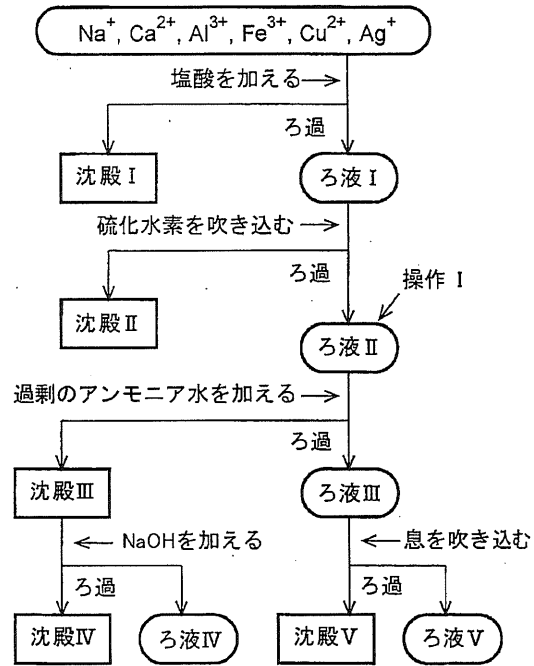 Na⁺, Ca²⁺, Al³⁺, Fe³⁺, Cu²⁺, Ag⁺
塩酸を加える
ろ過
沈殿Ⅰ
ろ液Ⅰ
硫化水素を吹き込む
ろ過
操作 Ⅰ
沈殿Ⅱ
ろ液Ⅱ
過剰のアンモニア水を加える
ろ過
沈殿Ⅲ
ろ液Ⅲ
NaOHを加える
息を吹き込む
ろ過
ろ過
沈殿Ⅳ
ろ液Ⅳ
沈殿Ⅴ
ろ液Ⅴ